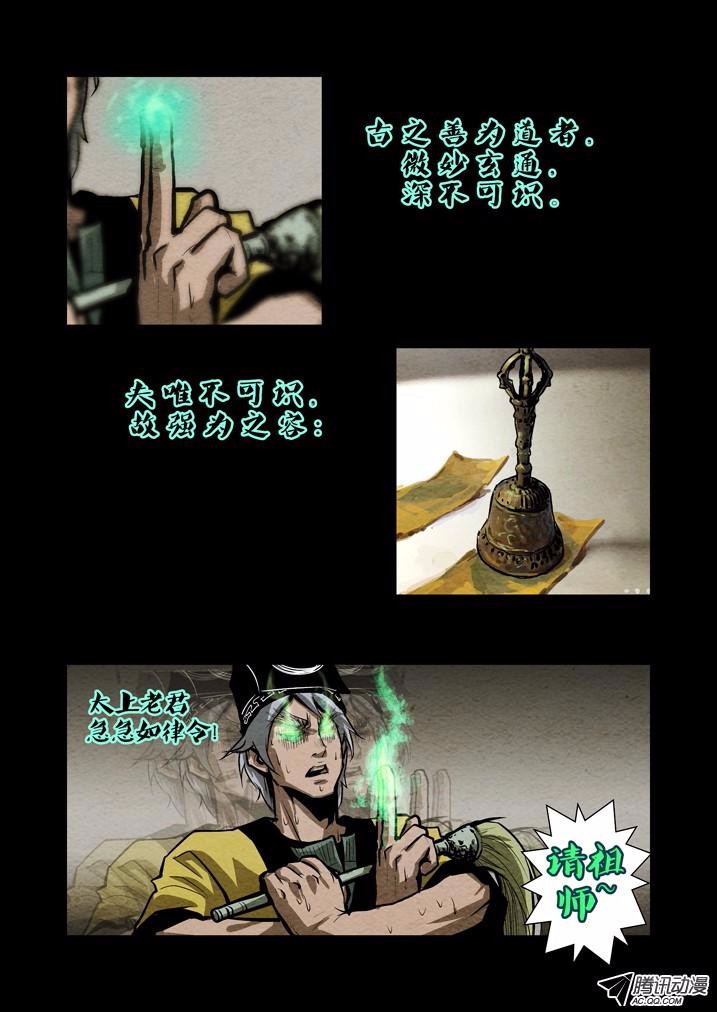 古之善为道者，
微妙玄通，
深不可识。
夫唯不可识，
故强为之容：
太上老君
急急如律令！
请祖
师~
腾讯动漫
AC.QQ.COM